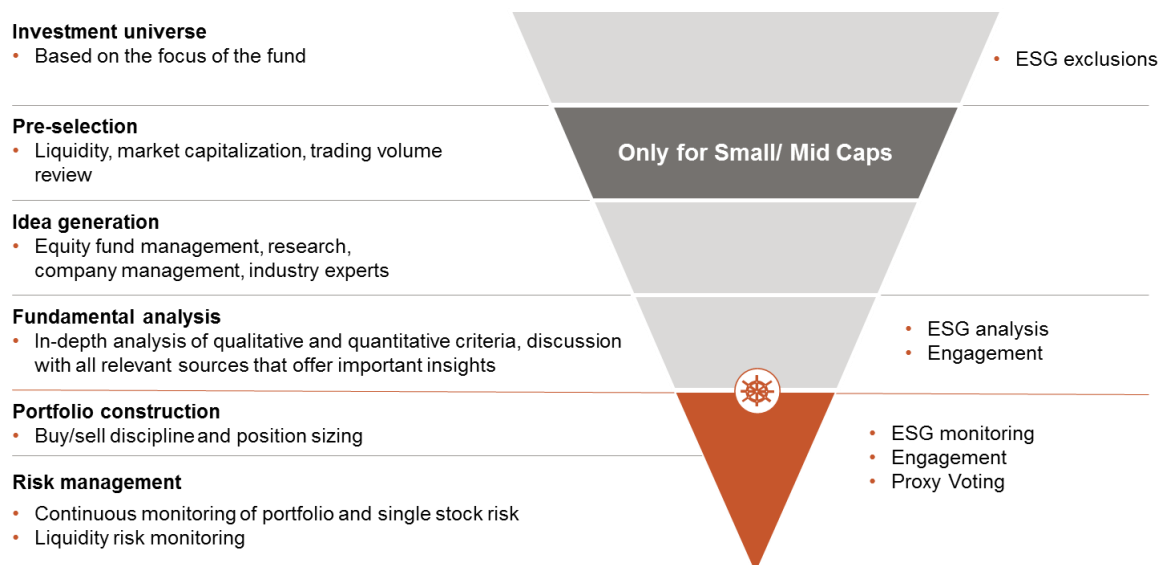 Investment universe
• Based on the focus of the fund
• ESG exclusions
Pre-selection
• Liquidity, market capitalization, trading volume
review
Only for Small/ Mid Caps
Idea generation
• Equity fund management, research,
company management, industry experts
Fundamental analysis
• In-depth analysis of qualitative and quantitative criteria, discussion
with all relevant sources that offer important insights
• ESG analysis
• Engagement
Portfolio construction
• Buy/sell discipline and position sizing
Risk management
• Continuous monitoring of portfolio and single stock risk
• Liquidity risk monitoring
• ESG monitoring
• Engagement
• Proxy Voting